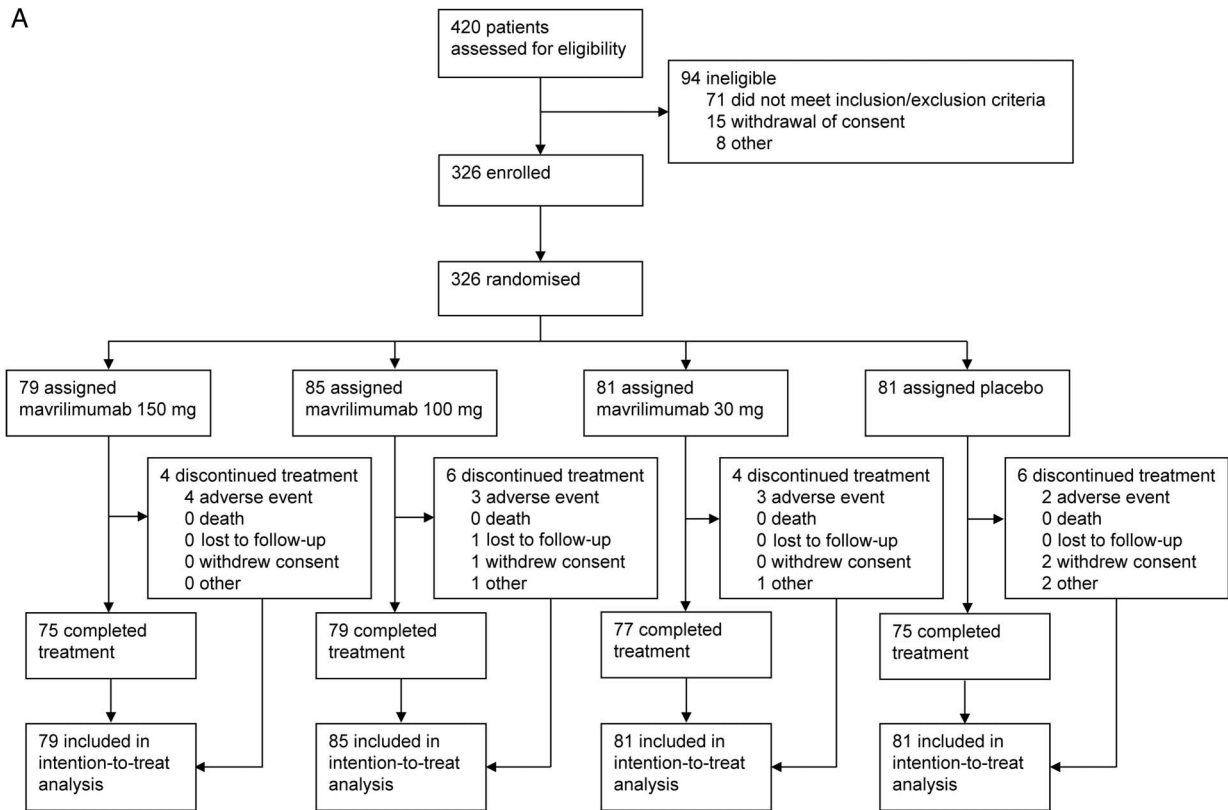 A
420 patients
assessed for eligibility
94 ineligible
71 did not meet inclusion/exclusion criteria
15 withdrawal of consent
8 other
326 enrolled
326 randomised
79 assigned
mavrilimumab 150 mg
85 assigned
mavrilimumab 100 mg
81 assigned
mavrilimumab 30 mg
81 assigned placebo
4 discontinued treatment
4 adverse event
0 death
0 lost to follow-up
0 withdrew consent
0 other
6 discontinued treatment
3 adverse event
0 death
1 lost to follow-up
1 withdrew consent
1 other
4 discontinued treatment
3 adverse event
0 death
0 lost to follow-up
0 withdrew consent
1 other
6 discontinued treatment
2 adverse event
0 death
0 lost to follow-up
2 withdrew consent
2 other
75 completed
treatment
79 completed
treatment
77 completed
treatment
75 completed
treatment
79 included in
intention-to-treat
analysis
85 included in
intention-to-treat
analysis
81 included in
intention-to-treat
analysis
81 included in
intention-to-treat
analysis